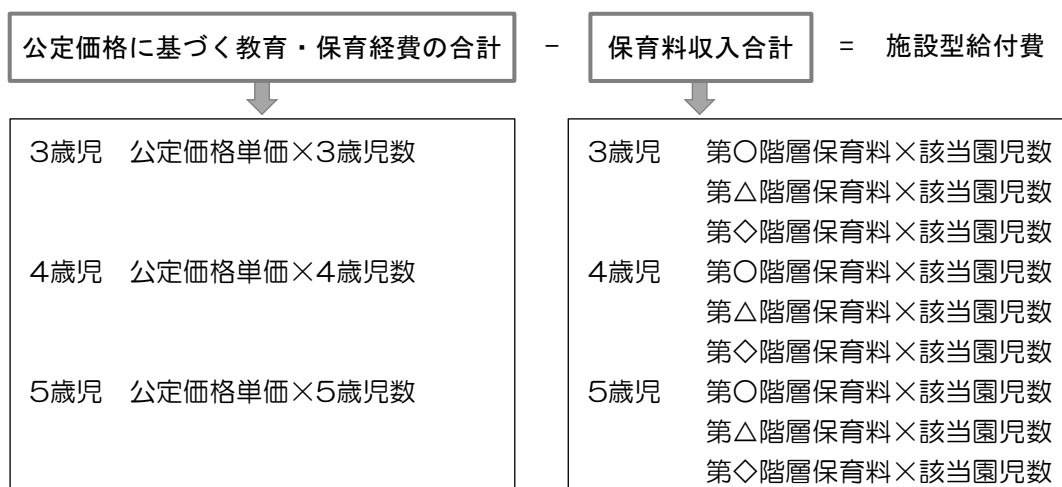 公定価格に基づく教育・保育経費の合計 － 保育料収入合計 ＝ 施設型給付費
3歳児 公定価格単価×3歳児数
4歳児 公定価格単価×4歳児数
5歳児 公定価格単価×5歳児数
3歳児 第〇階層保育料×該当園児数
第△階層保育料×該当園児数
第◇階層保育料×該当園児数
4歳児 第〇階層保育料×該当園児数
第△階層保育料×該当園児数
第◇階層保育料×該当園児数
5歳児 第〇階層保育料×該当園児数
第△階層保育料×該当園児数
第◇階層保育料×該当園児数